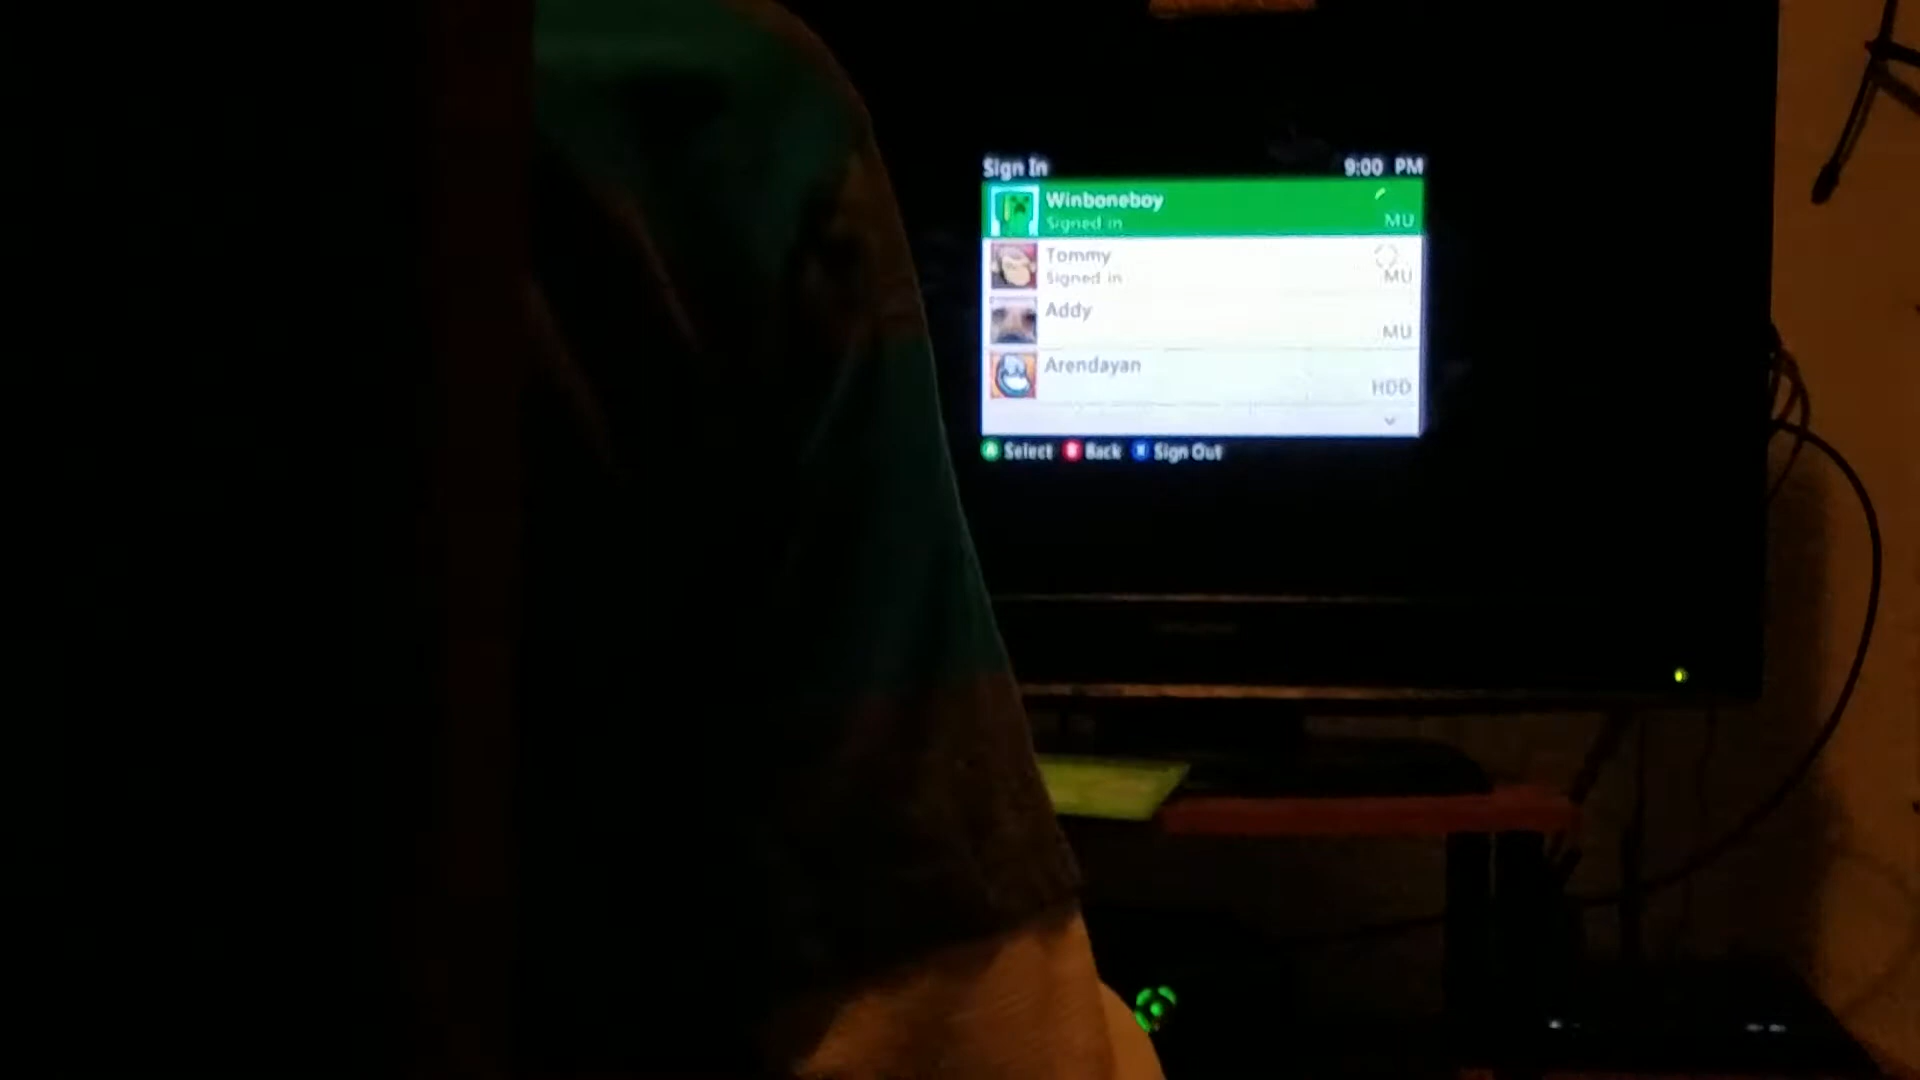 Sign In 9:00 PM
Winboneboy
Signed in MU
Tommy
Signed in MU
Addy
MU
Arendayan
HDD
A Select B Back X Sign Out